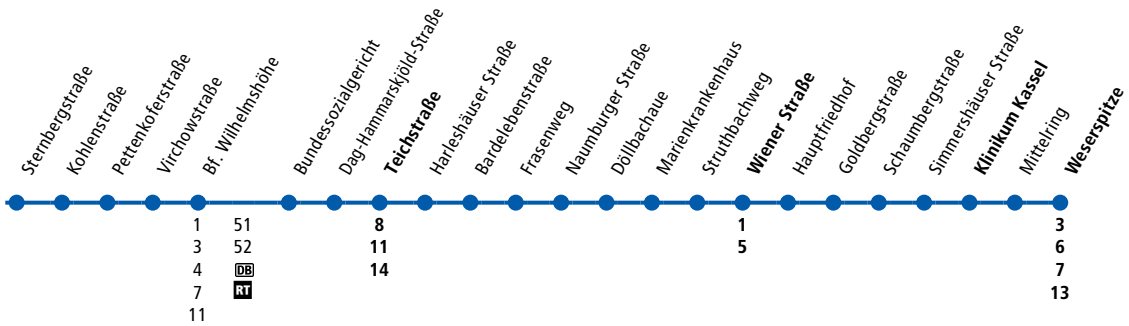 Sternbergstraße
Kohlenstraße
Pettenkoferstraße
Virchowstraße
Bf. Wilhelmshöhe
Bundessozialgericht
Dag-Hammarskjöld-Straße
Teichstraße
Harleshäuser Straße
Bardelebenstraße
Frasenweg
Naumburger Straße
Döllbachaue
Marienkrankenhaus
Struthbachweg
Wiener Straße
Hauptfriedhof
Goldbergstraße
Schaumbergstraße
Simmershäuser Straße
Klinikum Kassel
Mittelring
Weserspitze
1 51 8 1 3
3 52 11 5 6
4 DB 14 7
7 RT 13
11